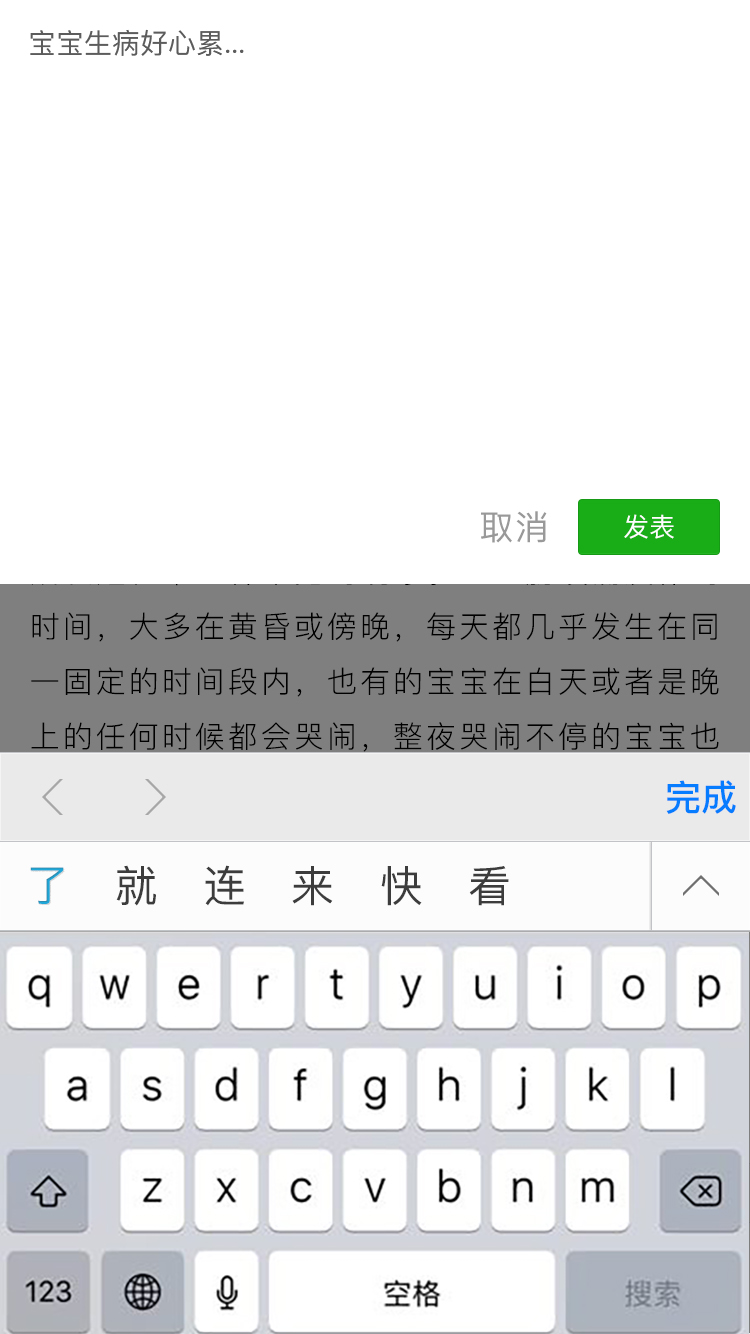 宝宝生病好心累...
取消 发表
时间，大多在黄昏或傍晚，每天都几乎发生在同
一固定的时间段内，也有的宝宝在白天或者是晚
上的任何时候都会哭闹，整夜哭闹不停的宝宝也
完成
了 就 连 来 快 看
q w e r t y u i o p
a s d f g h j k l
z x c v b n m
123 空格 搜索